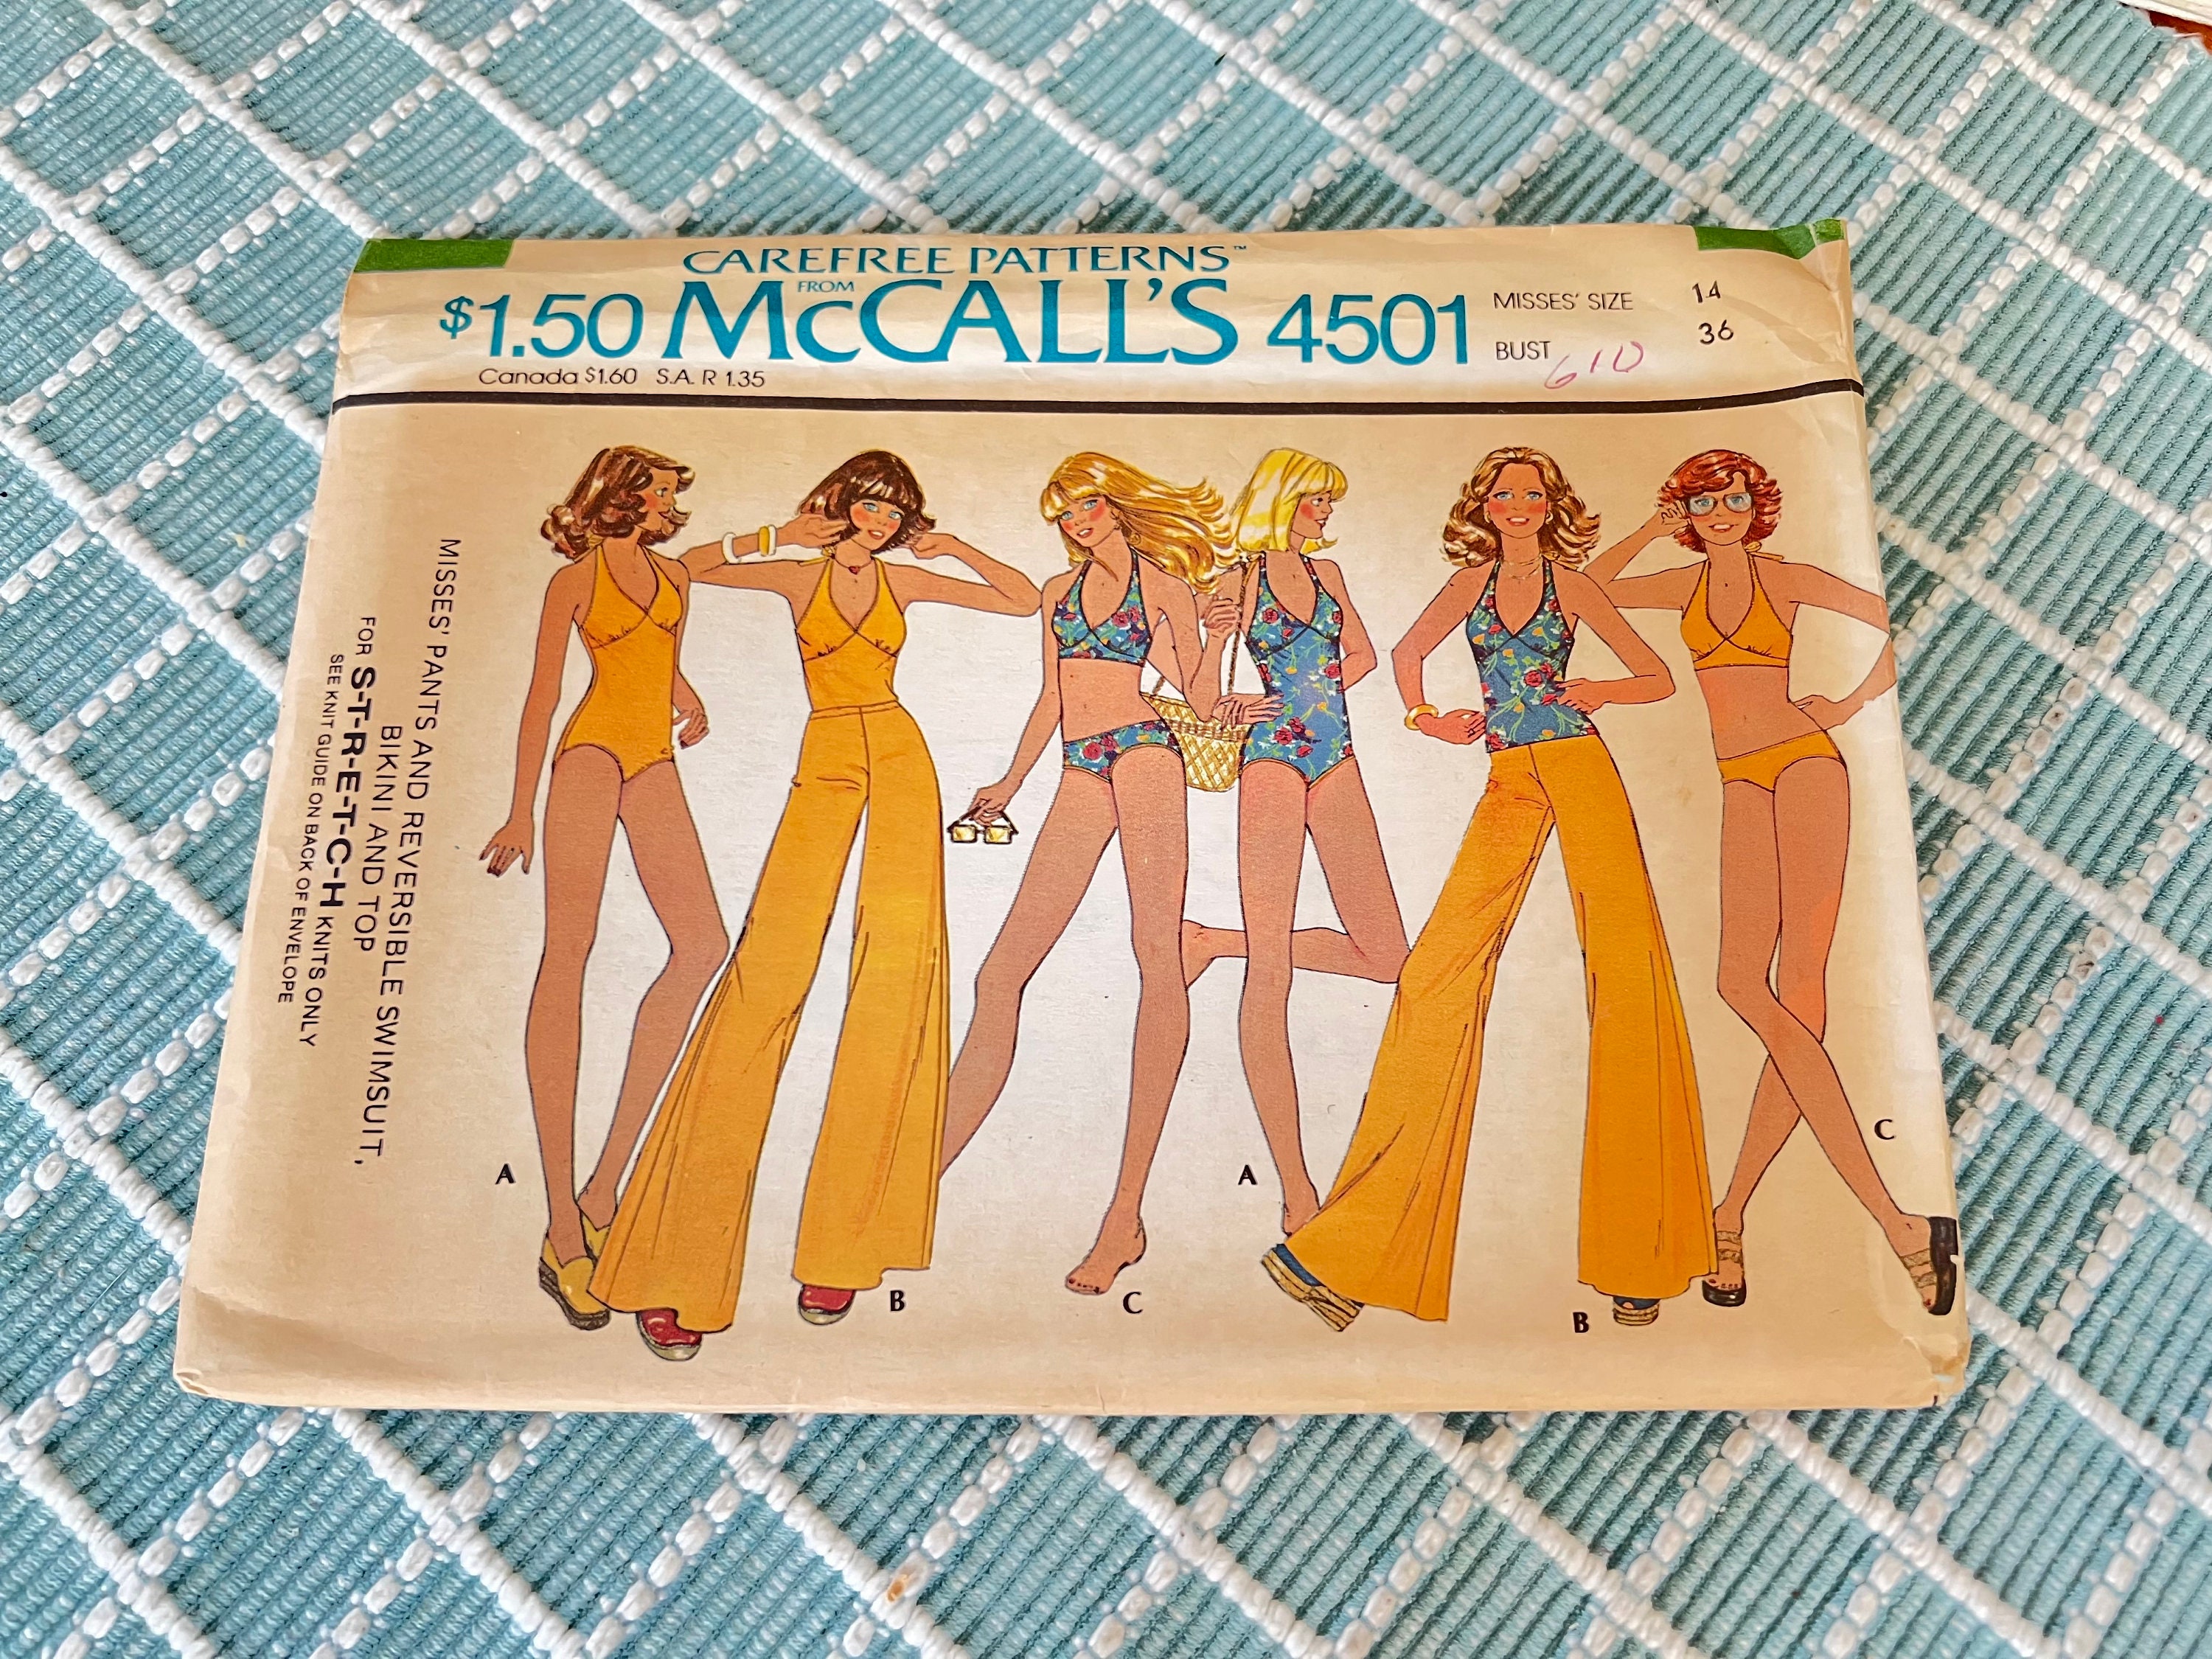 CAREFREE PATTERNS™
FROM
$1.50 McCALL'S 4501
MISSES' SIZE 14
BUST 36
610
Canada $1.60 S.A. R 1.35
MISSES' PANTS AND REVERSIBLE SWIMSUIT,
BIKINI AND TOP
FOR S-T-R-E-T-C-H KNITS ONLY
SEE KNIT GUIDE ON BACK OF ENVELOPE
A
B
C
A
B
C